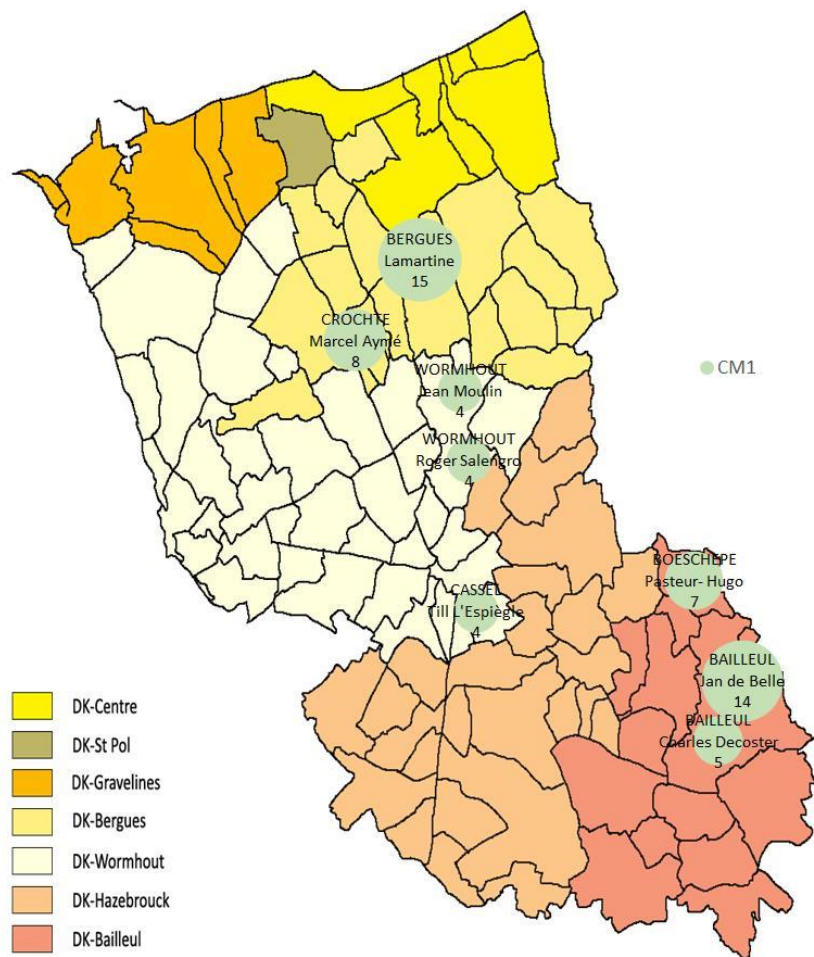 BERGUES
Lamartine
15
CROCHTE
Marcel Aymé
8
WORMHOUT
Jean Moulin
4
CM1
WORMHOUT
Roger Salengro
4
BOESCHEPE
Pasteur- Hugo
7
CASSEL
Till L'Espiègle
4
BAILLEUL
Jan de Belle
14
BAILLEUL
Charles Decoster
5
DK-Centre
DK-St Pol
DK-Gravelines
DK-Bergues
DK-Wormhout
DK-Hazebrouck
DK-Bailleul